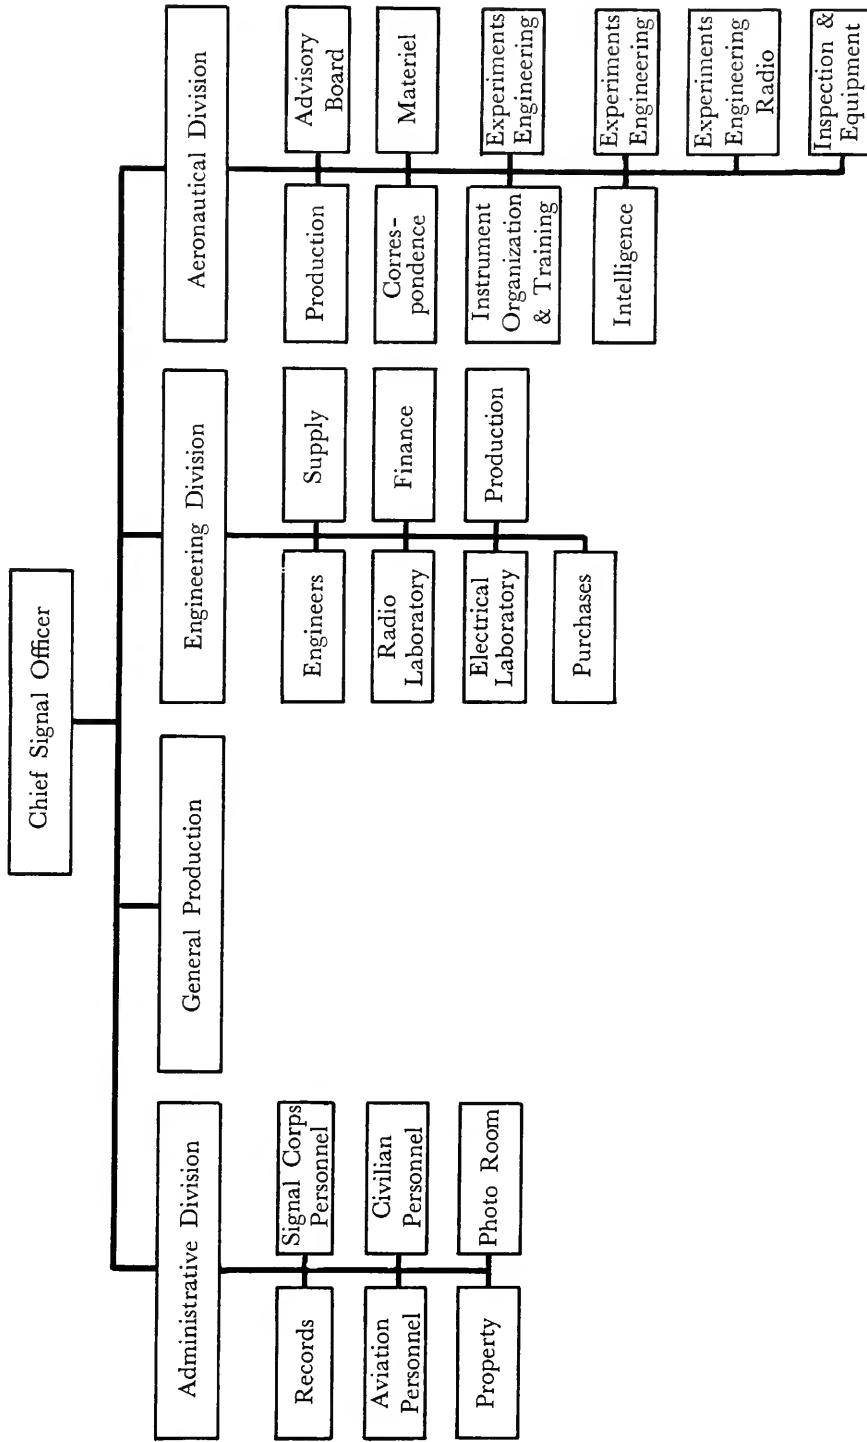 Chief Signal Officer
Administrative Division
General Production
Engineering Division
Aeronautical Division
Records
Signal Corps
Personnel
Aviation
Personnel
Civilian
Personnel
Property
Photo Room
Engineers
Supply
Radio
Laboratory
Finance
Electrical
Laboratory
Production
Purchases
Production
Advisory
Board
Corres-
pondence
Materiel
Instrument
Organization
& Training
Experiments
Engineering
Intelligence
Experiments
Engineering
Experiments
Engineering
Radio
Inspection &
Equipment